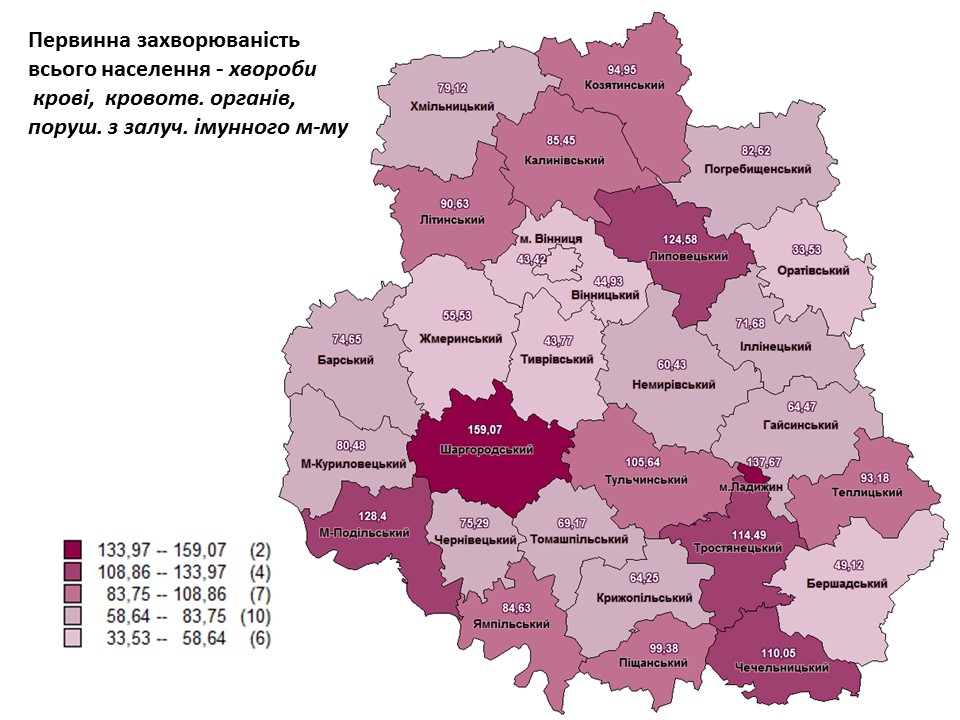 Первинна захворюваність
всього населення - хвороби
крові, кровотв. органів,
поруш. з залуч. імунного м-му
94,95
Козятинський
79,12
Хмільницький
85,45
Калинівський
82,62
Погребищенський
90,63
Літинський
м. Вінниця
43,42
124,58
Липовецький
33,53
Оратівський
44,93
Вінницький
55,53
Жмеринський
74,65
Барський
43,77
Тиврівський
71,68
Іллінецький
60,43
Немирівський
64,47
Гайсинський
159,07
Шаргородський
80,48
М-Куриловецький
105,64
Тульчинський
137,67
м.Ладижин
93,18
Теплицький
128,4
М-Подільський
75,29
Чернівецький
69,17
Томашпільський
114,49
Тростянецький
49,12
Бершадський
64,25
Крижопільський
84,63
Ямпільський
99,38
Піщанський
110,05
Чечельницький
133,97 -- 159,07 (2)
108,86 -- 133,97 (4)
83,75 -- 108,86 (7)
58,64 -- 83,75 (10)
33,53 -- 58,64 (6)